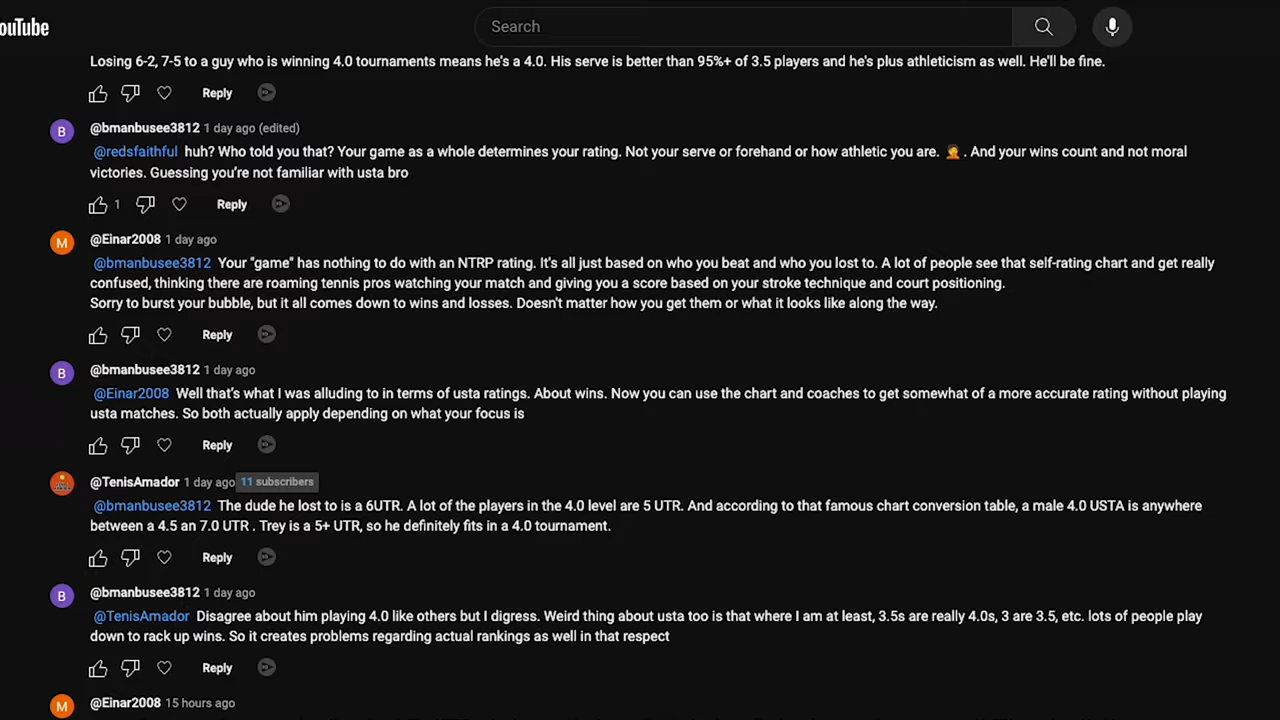 ouTube
Search
Losing 6-2, 7-5 to a guy who is winning 4.0 tournaments means he's a 4.0. His serve is better than 95%+ of 3.5 players and he's plus athleticism as well. He'll be fine.
Reply
B
@bmanbusee3812 1 day ago (edited)
@redsfaithful huh? Who told you that? Your game as a whole determines your rating. Not your serve or forehand or how athletic you are. 🤦. And your wins count and not moral
victories. Guessing you're not familiar with usta bro
1 Reply
M
@Einar2008 1 day ago
@bmanbusee3812 Your "game" has nothing to do with an NTRP rating. It's all just based on who you beat and who you lost to. A lot of people see that self-rating chart and get really
confused, thinking there are roaming tennis pros watching your match and giving you a score based on your stroke technique and court positioning.
Sorry to burst your bubble, but it all comes down to wins and losses. Doesn't matter how you get them or what it looks like along the way.
Reply
B
@bmanbusee3812 1 day ago
@Einar2008 Well that's what I was alluding to in terms of usta ratings. About wins. Now you can use the chart and coaches to get somewhat of a more accurate rating without playing
usta matches. So both actually apply depending on what your focus is
Reply
@TenisAmador 1 day ago 11 subscribers
@bmanbusee3812 The dude he lost to is a 6UTR. A lot of the players in the 4.0 level are 5 UTR. And according to that famous chart conversion table, a male 4.0 USTA is anywhere
between a 4.5 an 7.0 UTR . Trey is a 5+ UTR, so he definitely fits in a 4.0 tournament.
Reply
B
@bmanbusee3812 1 day ago
@TenisAmador Disagree about him playing 4.0 like others but I digress. Weird thing about usta too is that where I am at least, 3.5s are really 4.0s, 3 are 3.5, etc. lots of people play
down to rack up wins. So it creates problems regarding actual rankings as well in that respect
Reply
M
@Einar2008 15 hours ago